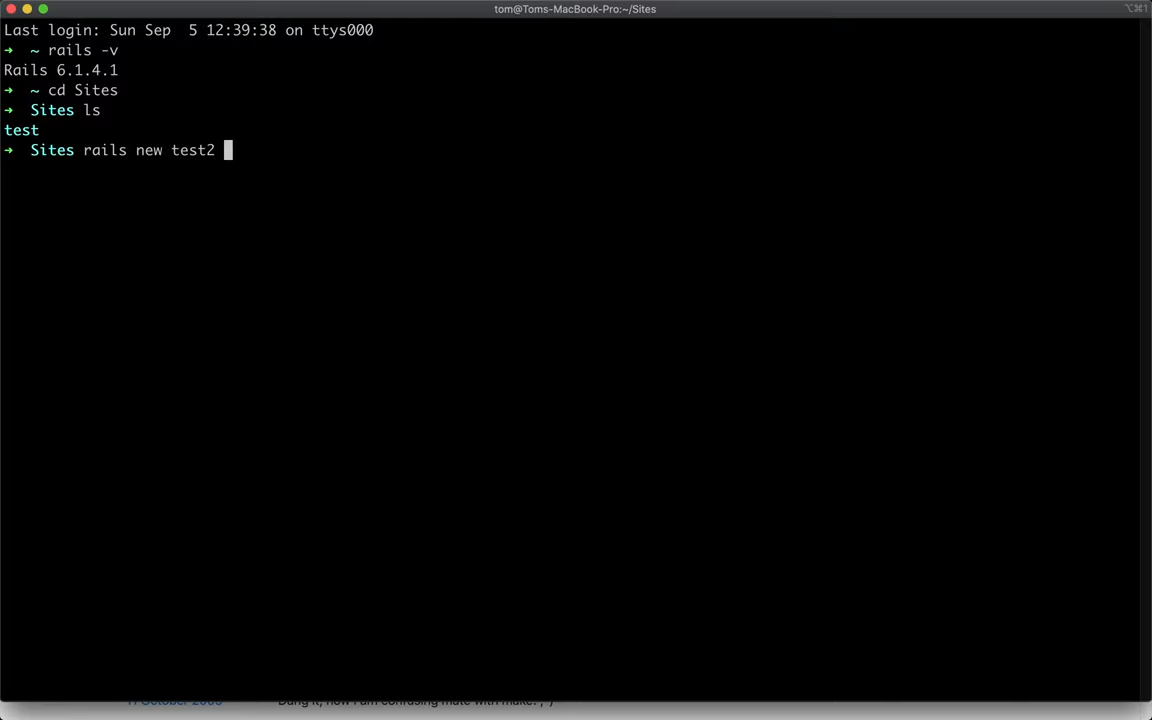 tom@Toms-MacBook-Pro:~/Sites
⌥⌘1
Last login: Sun Sep  5 12:39:38 on ttys000
➜  ~ rails -v
Rails 6.1.4.1
➜  ~ cd Sites
➜  Sites ls
test
➜  Sites rails new test2